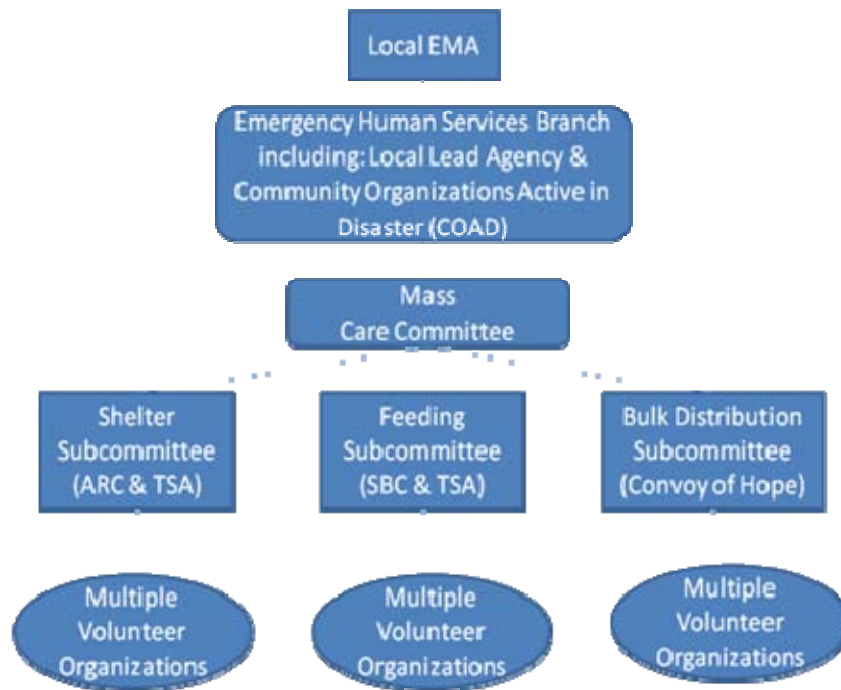 Local EMA
Emergency Human Services Branch
including: Local Lead Agency &
Community Organizations Active in
Disaster (COAD)
Mass
Care Committee
Shelter
Subcommittee
(ARC & TSA)
Feeding
Subcommittee
(SBC & TSA)
Bulk Distribution
Subcommittee
(Convoy of Hope)
Multiple
Volunteer
Organizations
Multiple
Volunteer
Organizations
Multiple
Volunteer
Organizations